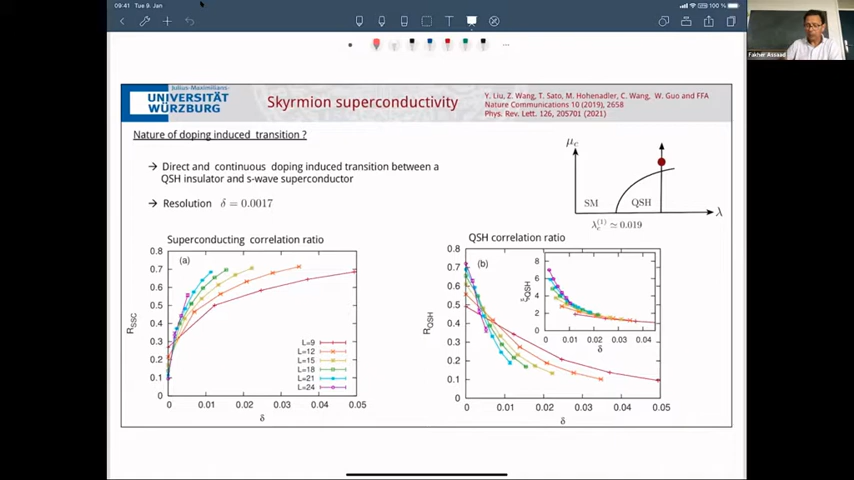 09:41 Tue 9. Jan
100 %
Fakher Assaad
Julius-Maximilians-
UNIVERSITÄT
WÜRZBURG
Skyrmion superconductivity
Y. Liu, Z. Wang, T. Sato, M. Hohenadler, C. Wang, W. Guo and FFA
Nature Communications 10 (2019), 2658
Phys. Rev. Lett. 126, 205701 (2021)
Nature of doping induced transition ?
→ Direct and continuous doping induced transition between a
QSH insulator and s-wave superconductor
→ Resolution δ = 0.0017
μc
SM
QSH
λ
λc(1) ≃ 0.019
Superconducting correlation ratio
(a)
RSSC
0.8
0.7
0.6
0.5
0.4
0.3
0.2
0.1
0
L=9
L=12
L=15
L=18
L=21
L=24
0 0.01 0.02 0.03 0.04 0.05
δ
QSH correlation ratio
(b)
RQSH
0.8
0.7
0.6
0.5
0.4
0.3
0.2
0.1
0
ξQSH
8
6
4
2
0
0 0.01 0.02 0.03 0.04
δ
0 0.01 0.02 0.03 0.04 0.05
δ